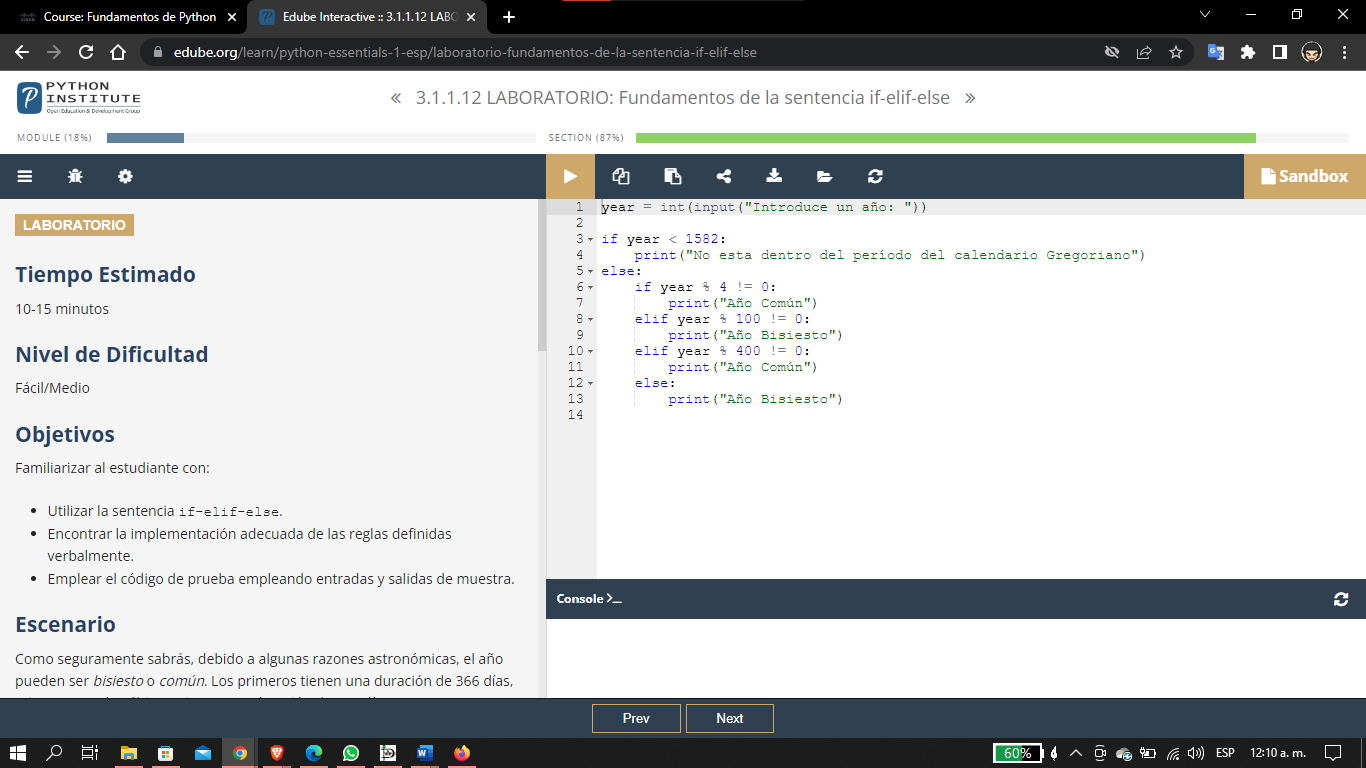 Course: Fundamentos de Python
Edube Interactive :: 3.1.1.12 LABO
edube.org/learn/python-essentials-1-esp/laboratorio-fundamentos-de-la-sentencia-if-elif-else
PYTHON
INSTITUTE
Open Education & Development Group
« 3.1.1.12 LABORATORIO: Fundamentos de la sentencia if-elif-else »
MODULE (18%)
SECTION (87%)
Sandbox
LABORATORIO
Tiempo Estimado
10-15 minutos
Nivel de Dificultad
Fácil/Medio
Objetivos
Familiarizar al estudiante con:
• Utilizar la sentencia if-elif-else.
• Encontrar la implementación adecuada de las reglas definidas
verbalmente.
• Emplear el código de prueba empleando entradas y salidas de muestra.
Escenario
Como seguramente sabrás, debido a algunas razones astronómicas, el año
pueden ser bisiesto o común. Los primeros tienen una duración de 366 días,
1 year = int(input("Introduce un año: "))
2
3 if year < 1582:
4     print("No esta dentro del período del calendario Gregoriano")
5 else:
6     if year % 4 != 0:
7         print("Año Común")
8     elif year % 100 != 0:
9         print("Año Bisiesto")
10     elif year % 400 != 0:
11         print("Año Común")
12     else:
13         print("Año Bisiesto")
14
Console >_
Prev
Next
60%
ESP
12:10 a. m.